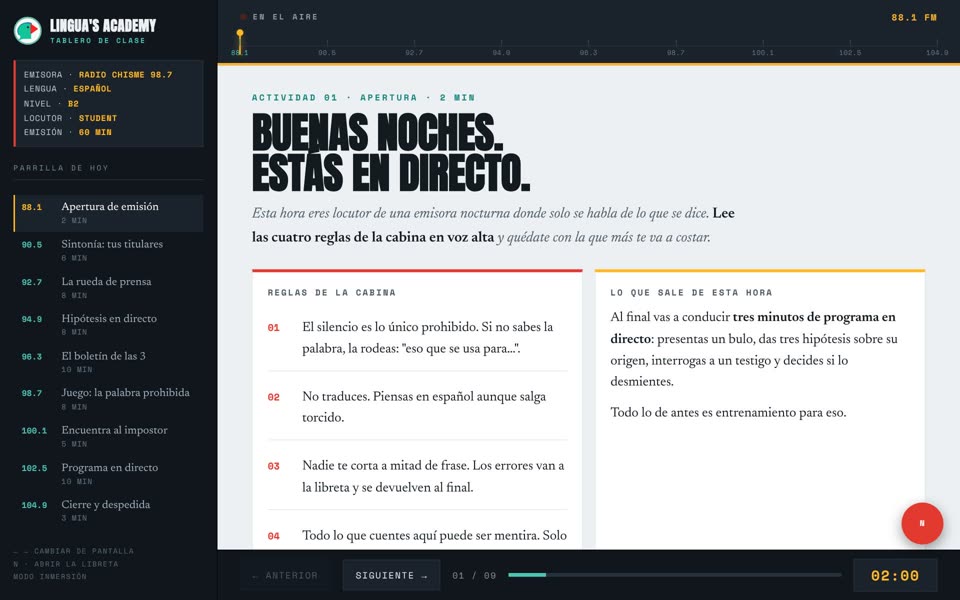 LINGUA'S ACADEMY
TABLERO DE CLASE
EMISORA · RADIO CHISME 98.7
LENGUA · ESPAÑOL
NIVEL · B2
LOCUTOR · STUDENT
EMISIÓN · 60 MIN
PARRILLA DE HOY
88.1 Apertura de emisión
2 MIN
90.5 Sintonía: tus titulares
6 MIN
92.7 La rueda de prensa
8 MIN
94.9 Hipótesis en directo
8 MIN
96.3 El boletín de las 3
10 MIN
98.7 Juego: la palabra prohibida
8 MIN
100.1 Encuentra al impostor
5 MIN
102.5 Programa en directo
10 MIN
104.9 Cierre y despedida
3 MIN
← → CAMBIAR DE PANTALLA
N · ABRIR LA LIBRETA
MODO INMERSIÓN
EN EL AIRE
88.1 FM
88.1 90.5 92.7 94.9 96.3 98.7 100.1 102.5 104.9
ACTIVIDAD 01 · APERTURA · 2 MIN
BUENAS NOCHES.
ESTÁS EN DIRECTO.
Esta hora eres locutor de una emisora nocturna donde solo se habla de lo que se dice. Lee
las cuatro reglas de la cabina en voz alta y quédate con la que más te va a costar.
REGLAS DE LA CABINA
01 El silencio es lo único prohibido. Si no sabes la
palabra, la rodeas: "eso que se usa para...".
02 No traduces. Piensas en español aunque salga
torcido.
03 Nadie te corta a mitad de frase. Los errores van a
la libreta y se devuelven al final.
04 Todo lo que cuentes aquí puede ser mentira. Solo
LO QUE SALE DE ESTA HORA
Al final vas a conducir tres minutos de programa en
directo: presentas un bulo, das tres hipótesis sobre su
origen, interrogas a un testigo y decides si lo
desmientes.
Todo lo de antes es entrenamiento para eso.
N
← ANTERIOR
SIGUIENTE →
01 / 09
02:00